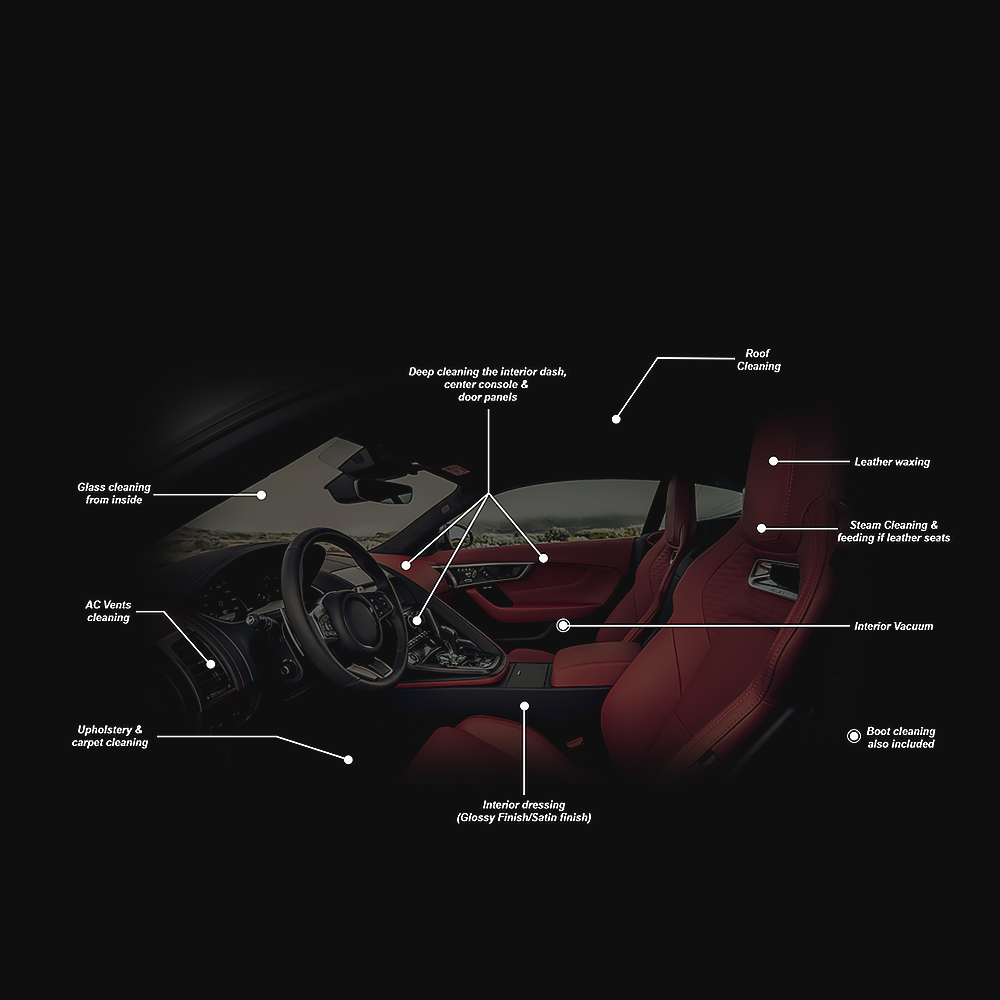 Roof
Cleaning
Deep cleaning the interior dash,
center console &
door panels
Leather waxing
Glass cleaning
from inside
Steam Cleaning &
feeding if leather seats
AC Vents
cleaning
Interior Vacuum
Upholstery &
carpet cleaning
Boot cleaning
also included
Interior dressing
(Glossy Finish/Satin finish)